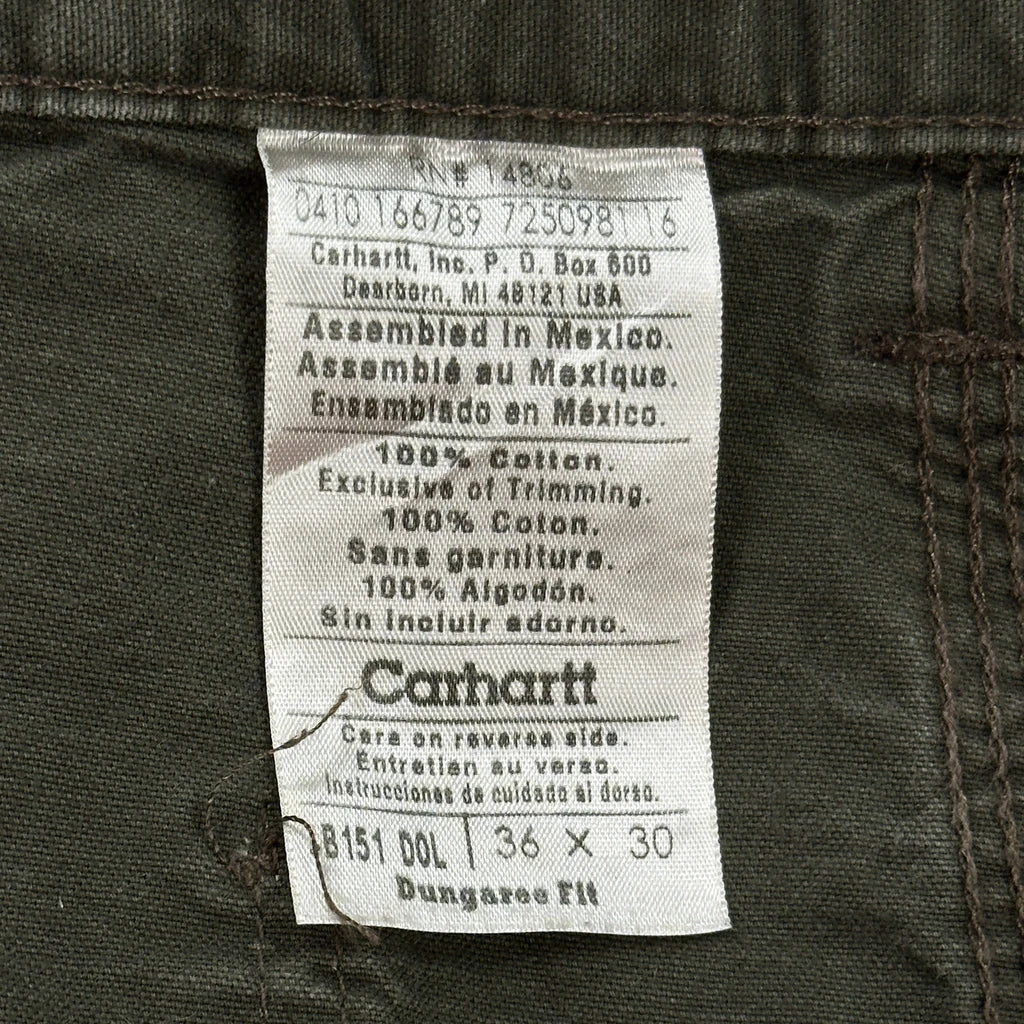 RN# 14806
0410 166789 7250981 16
Carhartt, Inc. P. O. Box 600
Dearborn, MI 48121 USA
Assembled in Mexico.
Assemblé au Mexique.
Ensamblado en México.
100% Cotton.
Exclusive of Trimming.
100% Coton.
Sans garniture.
100% Algodón.
Sin incluir adorno.
Carhartt
Care on reverse side.
Entretien au verso.
Instrucciones de cuidado al dorso.
B151 DOL | 36 X 30
Dungaree Fit